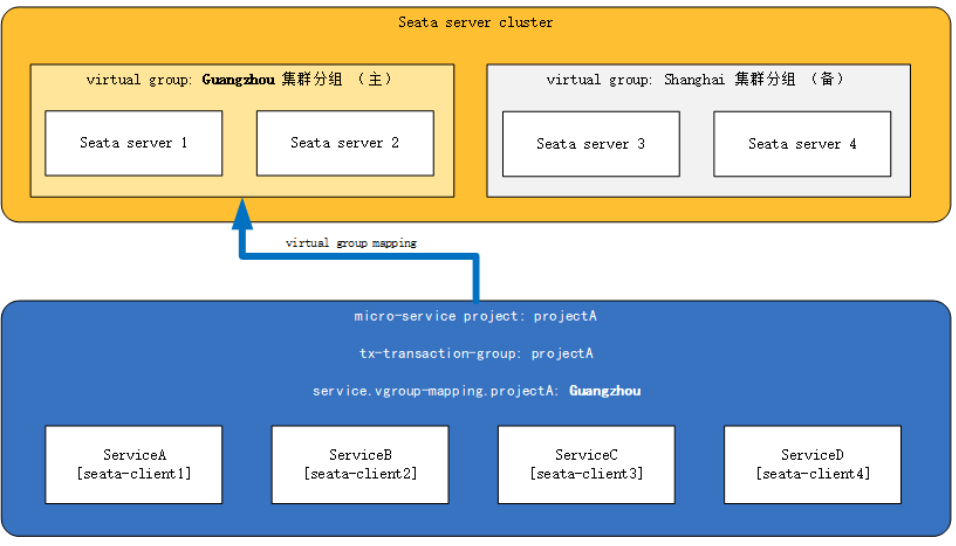 Seata server cluster
virtual group: Guangzhou 集群分组 （主）
virtual group: Shanghai 集群分组 （备）
Seata server 1
Seata server 2
Seata server 3
Seata server 4
virtual group mapping
micro-service project: projectA
tx-transaction-group: projectA
service.vgroup-mapping.projectA: Guangzhou
ServiceA
[seata-client1]
ServiceB
[seata-client2]
ServiceC
[seata-client3]
ServiceD
[seata-client4]